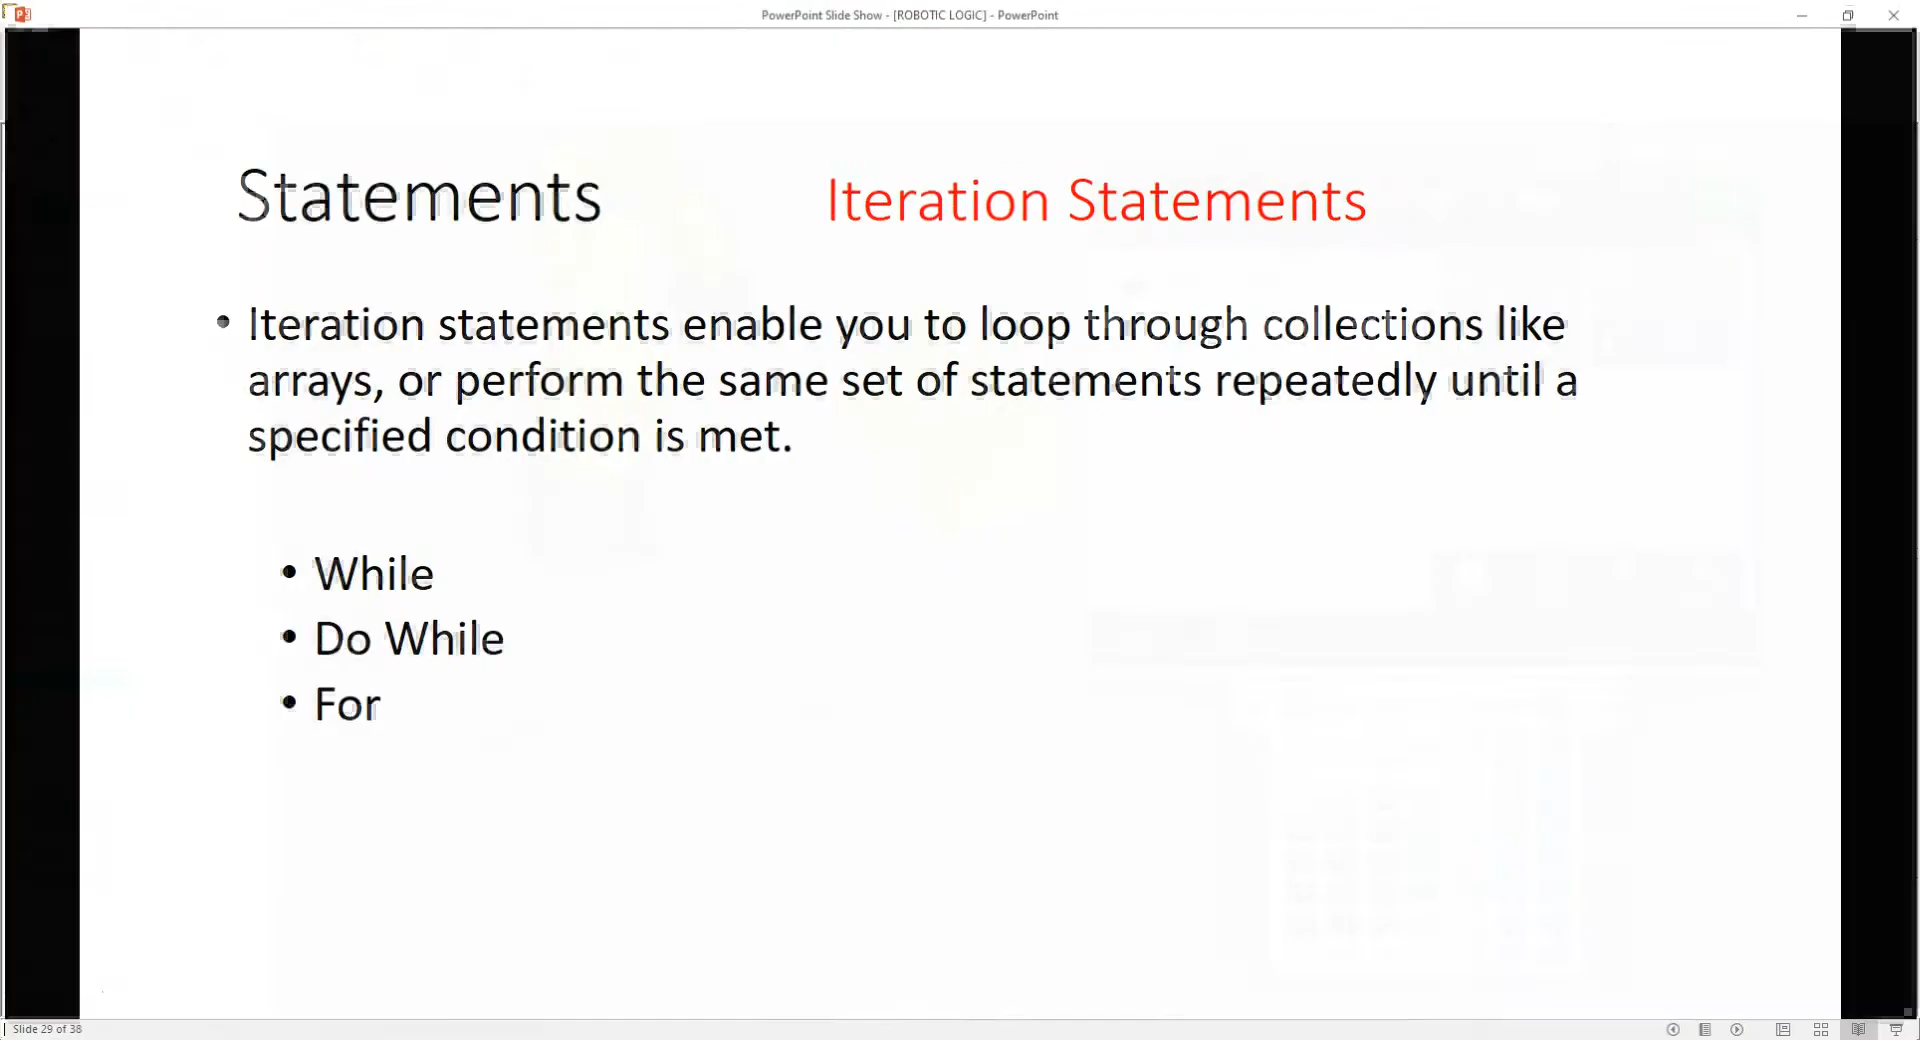 PowerPoint Slide Show - [ROBOTIC LOGIC] - PowerPoint
Statements
Iteration Statements
• Iteration statements enable you to loop through collections like
arrays, or perform the same set of statements repeatedly until a
specified condition is met.
• While
• Do While
• For
Slide 29 of 38